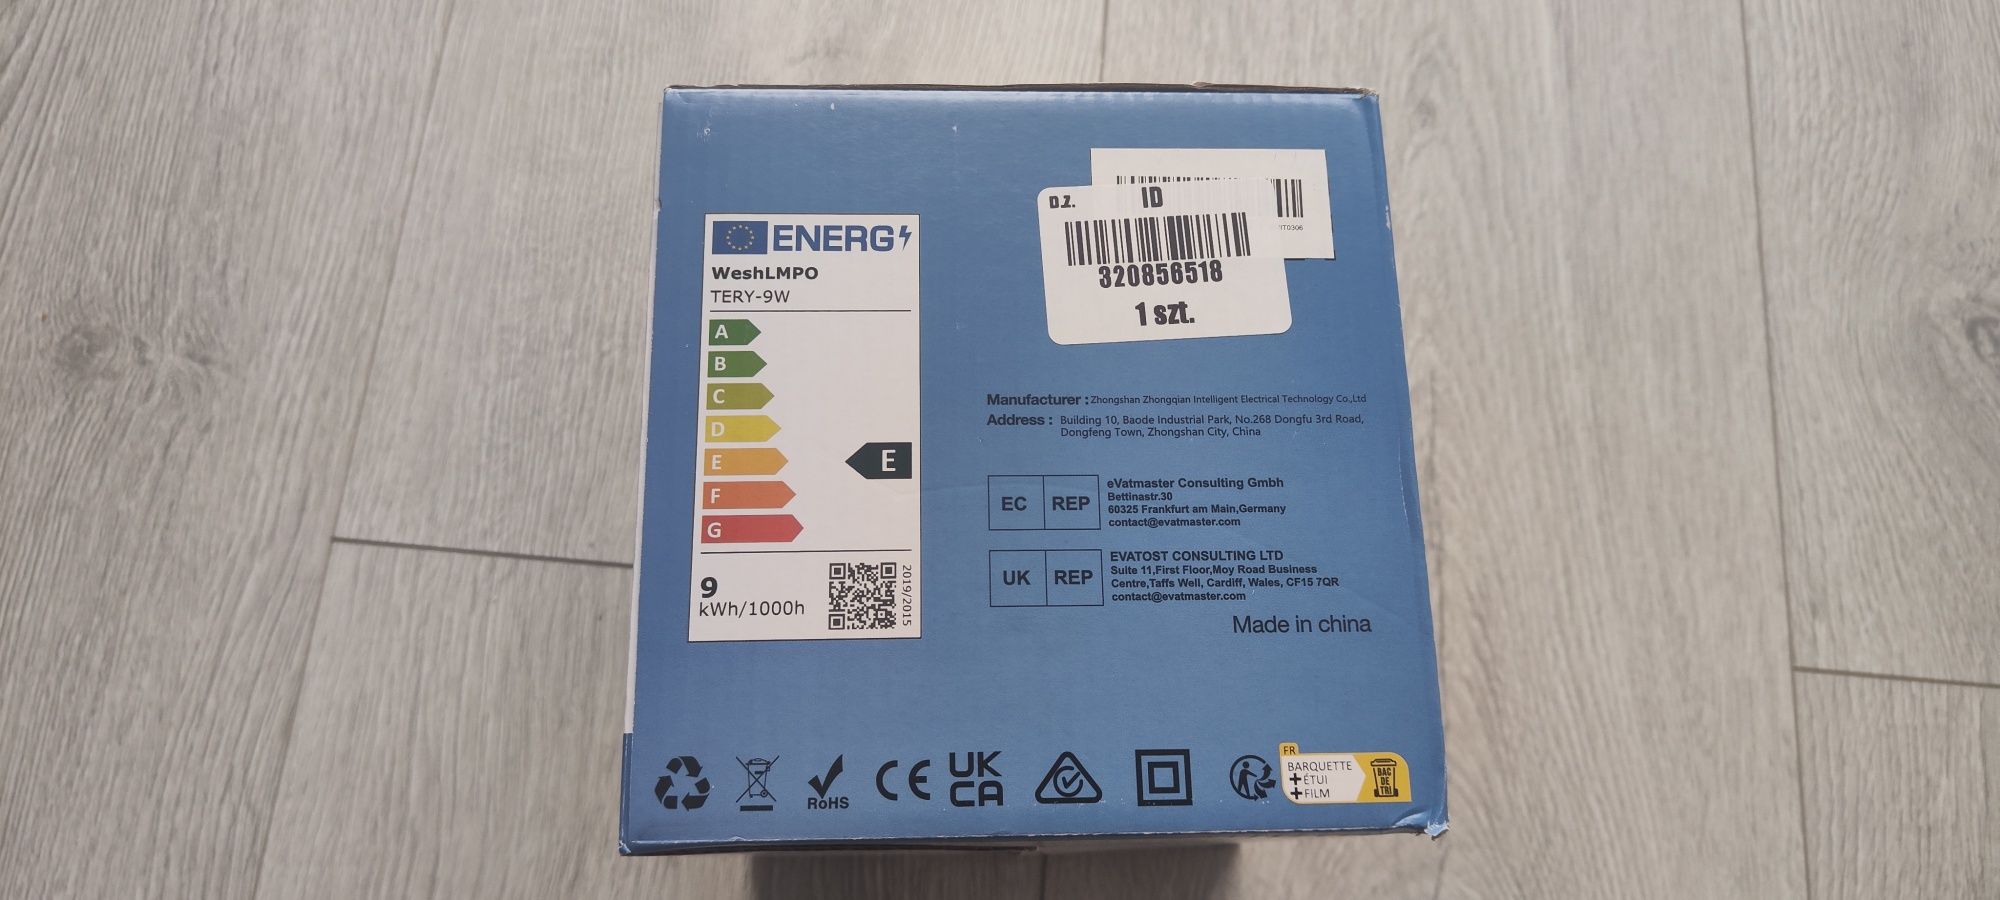 ENERG
WeshLMPO
TERY-9W
A
B
C
D
E
F
G
E
9
kWh/1000h
2019/2015
D.Z.
ID
320856518
1 szt.
Manufacturer : Zhongshan Zhongqian Intelligent Electrical Technology Co.,Ltd
Address : Building 10, Baode Industrial Park, No.268 Dongfu 3rd Road,
Dongfeng Town, Zhongshan City, China
EC REP
eVatmaster Consulting Gmbh
Bettinastr.30
60325 Frankfurt am Main,Germany
contact@evatmaster.com
UK REP
EVATOST CONSULTING LTD
Suite 11,First Floor,Moy Road Business
Centre,Taffs Well, Cardiff, Wales, CF15 7QR
contact@evatmaster.com
Made in china
RoHS
CE
UK
CA
FR
BARQUETTE
+ÉTUI
+FILM
BAC
DE
TRI